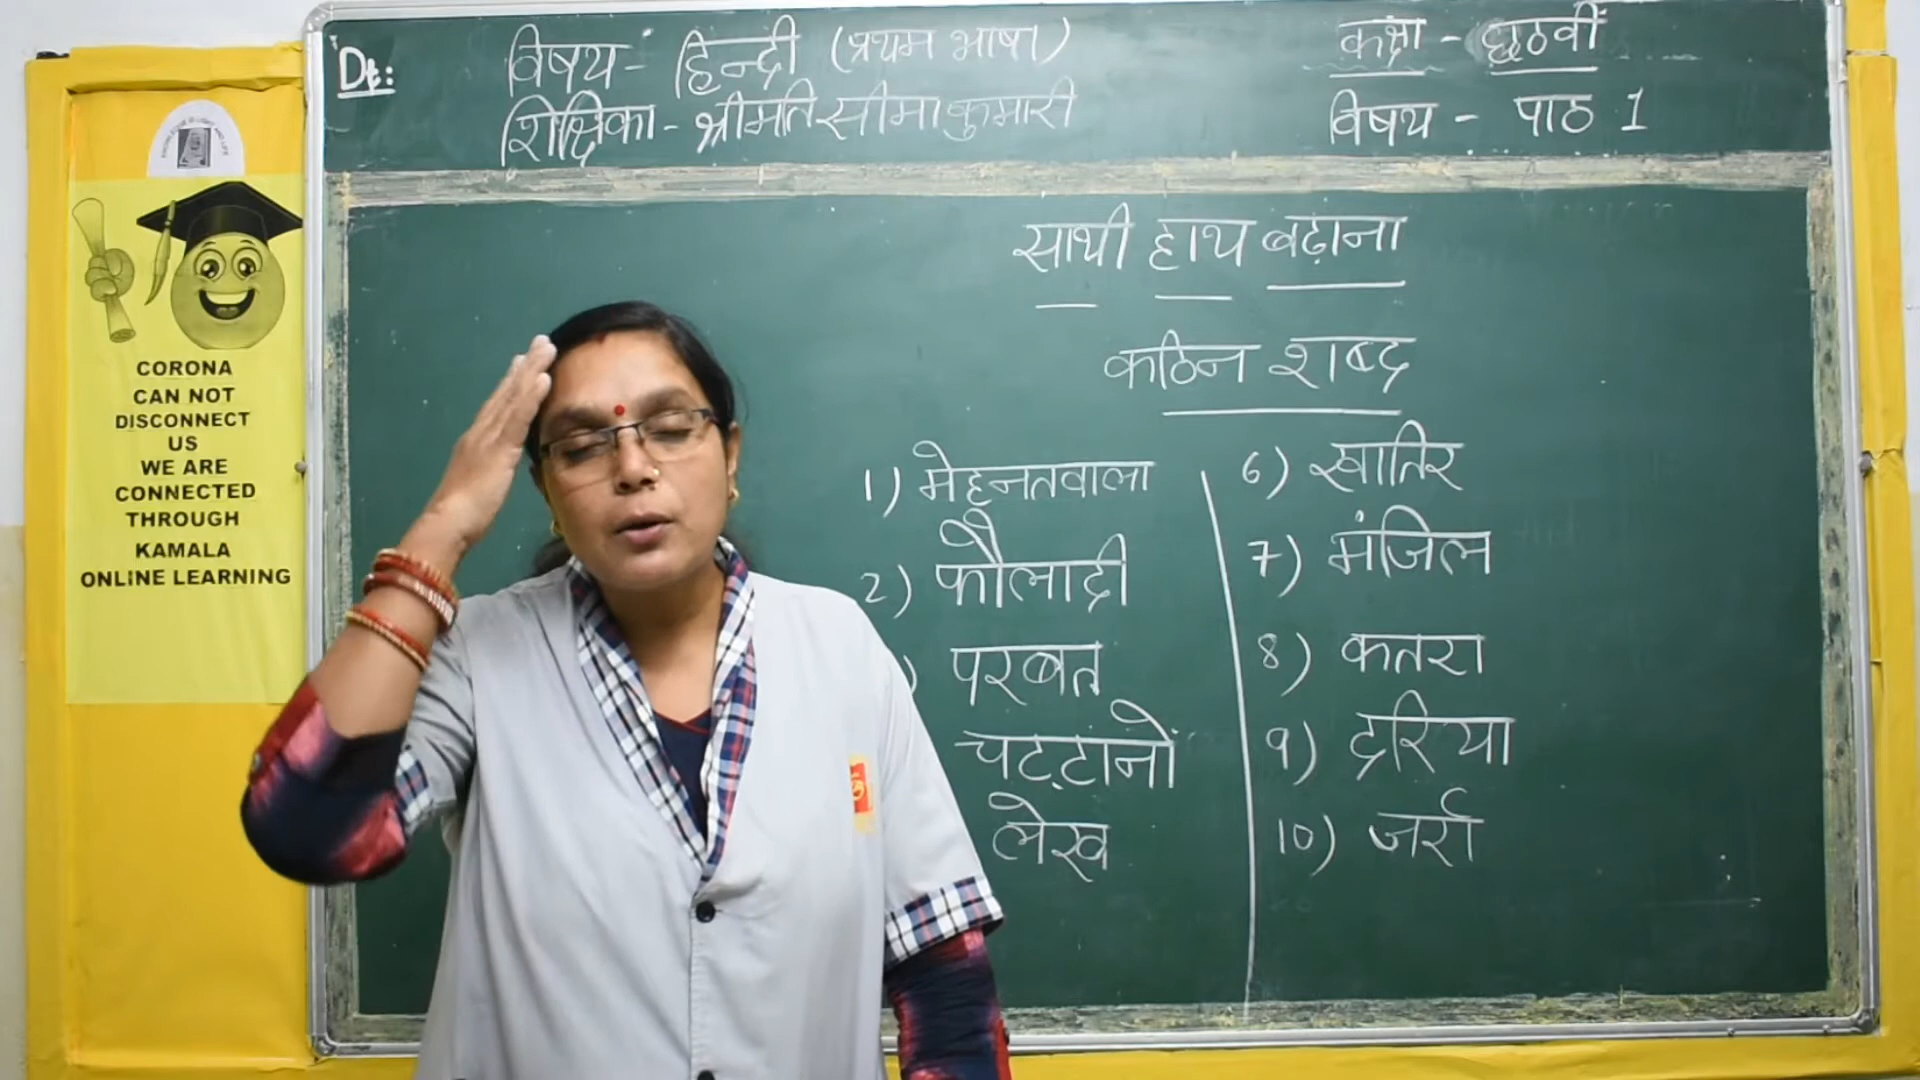 Dt:
विषय - हिन्दी (प्रथम भाषा)
शिक्षिका - श्रीमति सीमा कुमारी
कक्षा - छठवीं
विषय - पाठ 1
साथी हाथ बढ़ाना
कठिन शब्द
1) मेहनतवाला
2) फौलादी
) परबत
चट्टानों
लेख
6) खातिर
7) मंजिल
8) कतरा
9) दरिया
10) जर्रा
CORONA
CAN NOT
DISCONNECT
US
WE ARE
CONNECTED
THROUGH
KAMALA
ONLINE LEARNING